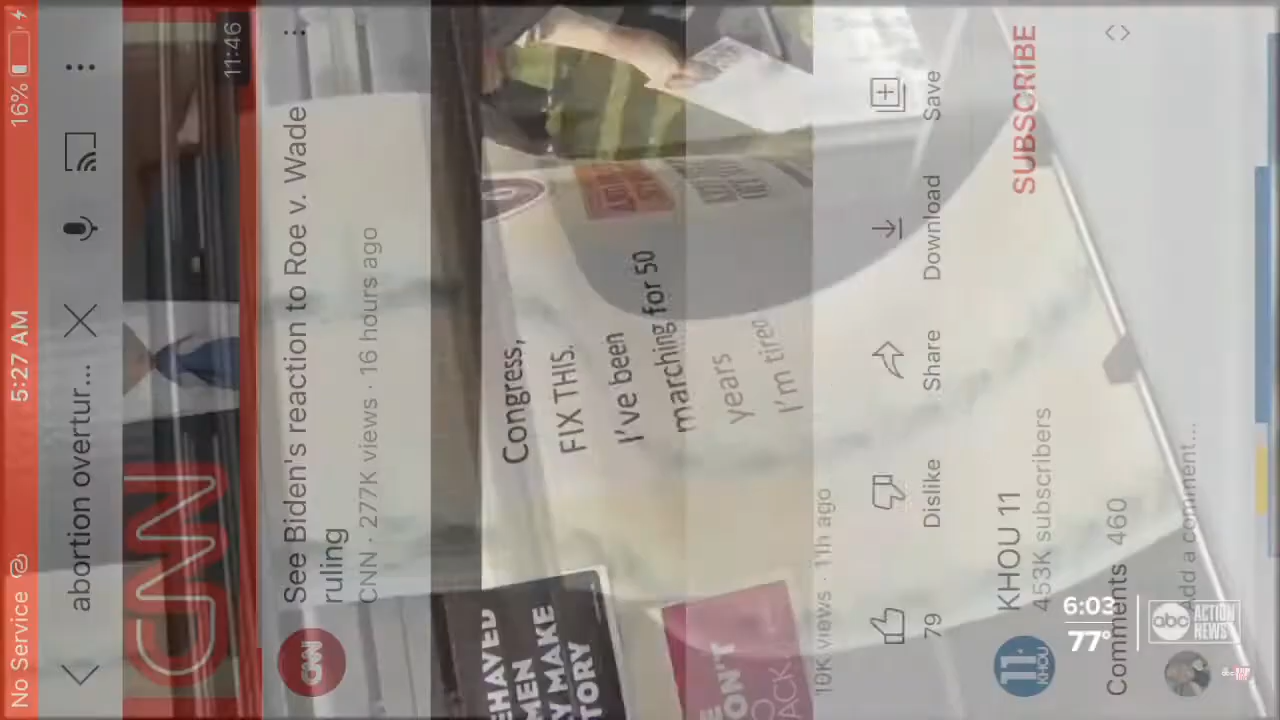 No Service
5:27 AM
16%
abortion overtur...
CNN
11:46
CNN
See Biden's reaction to Roe v. Wade
ruling
CNN · 277K views · 16 hours ago
Congress,
FIX THIS.
I've been
marching for 50
years
I'm tired
EHAVED
MEN
Y MAKE
TORY
E
ON'T
O
ACK
10K views · 11h ago
79
Dislike
Share
Download
Save
11
KHOU
KHOU 11
453K subscribers
SUBSCRIBE
Comments 460
Add a comment...
6:03
77°
abc
ACTION
NEWS